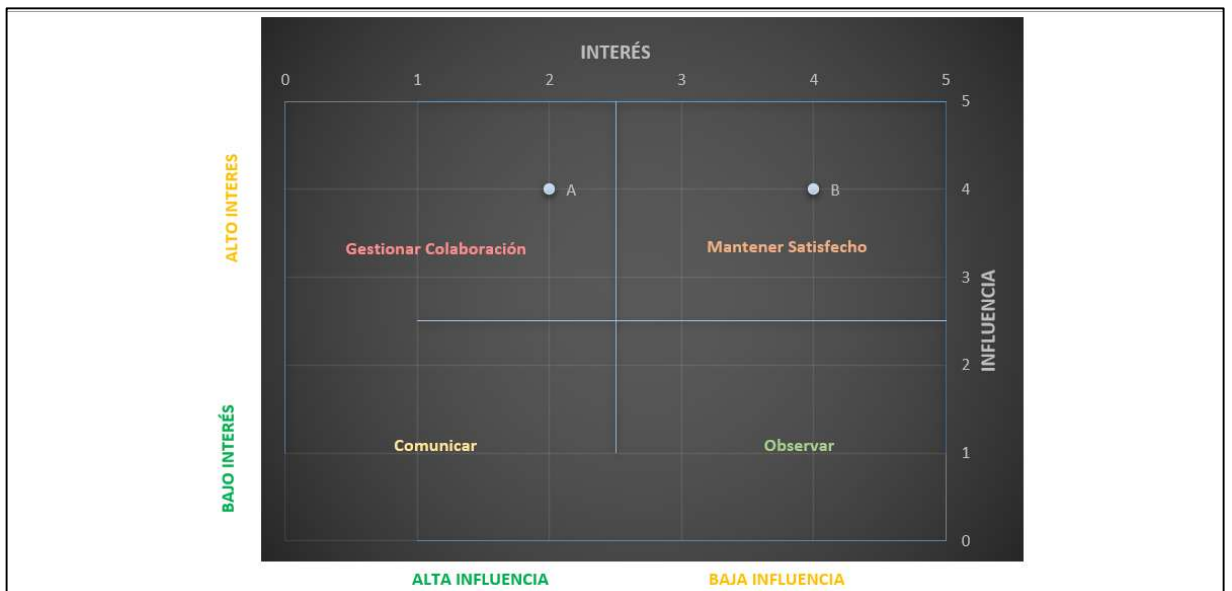 INTERÉS
0 1 2 3 4 5
5
ALTO INTERES
A
B
4
Gestionar Colaboración
Mantener Satisfecho
3
INFLUENCIA
2
BAJO INTERÉS
Comunicar
Observar
1
0
ALTA INFLUENCIA
BAJA INFLUENCIA